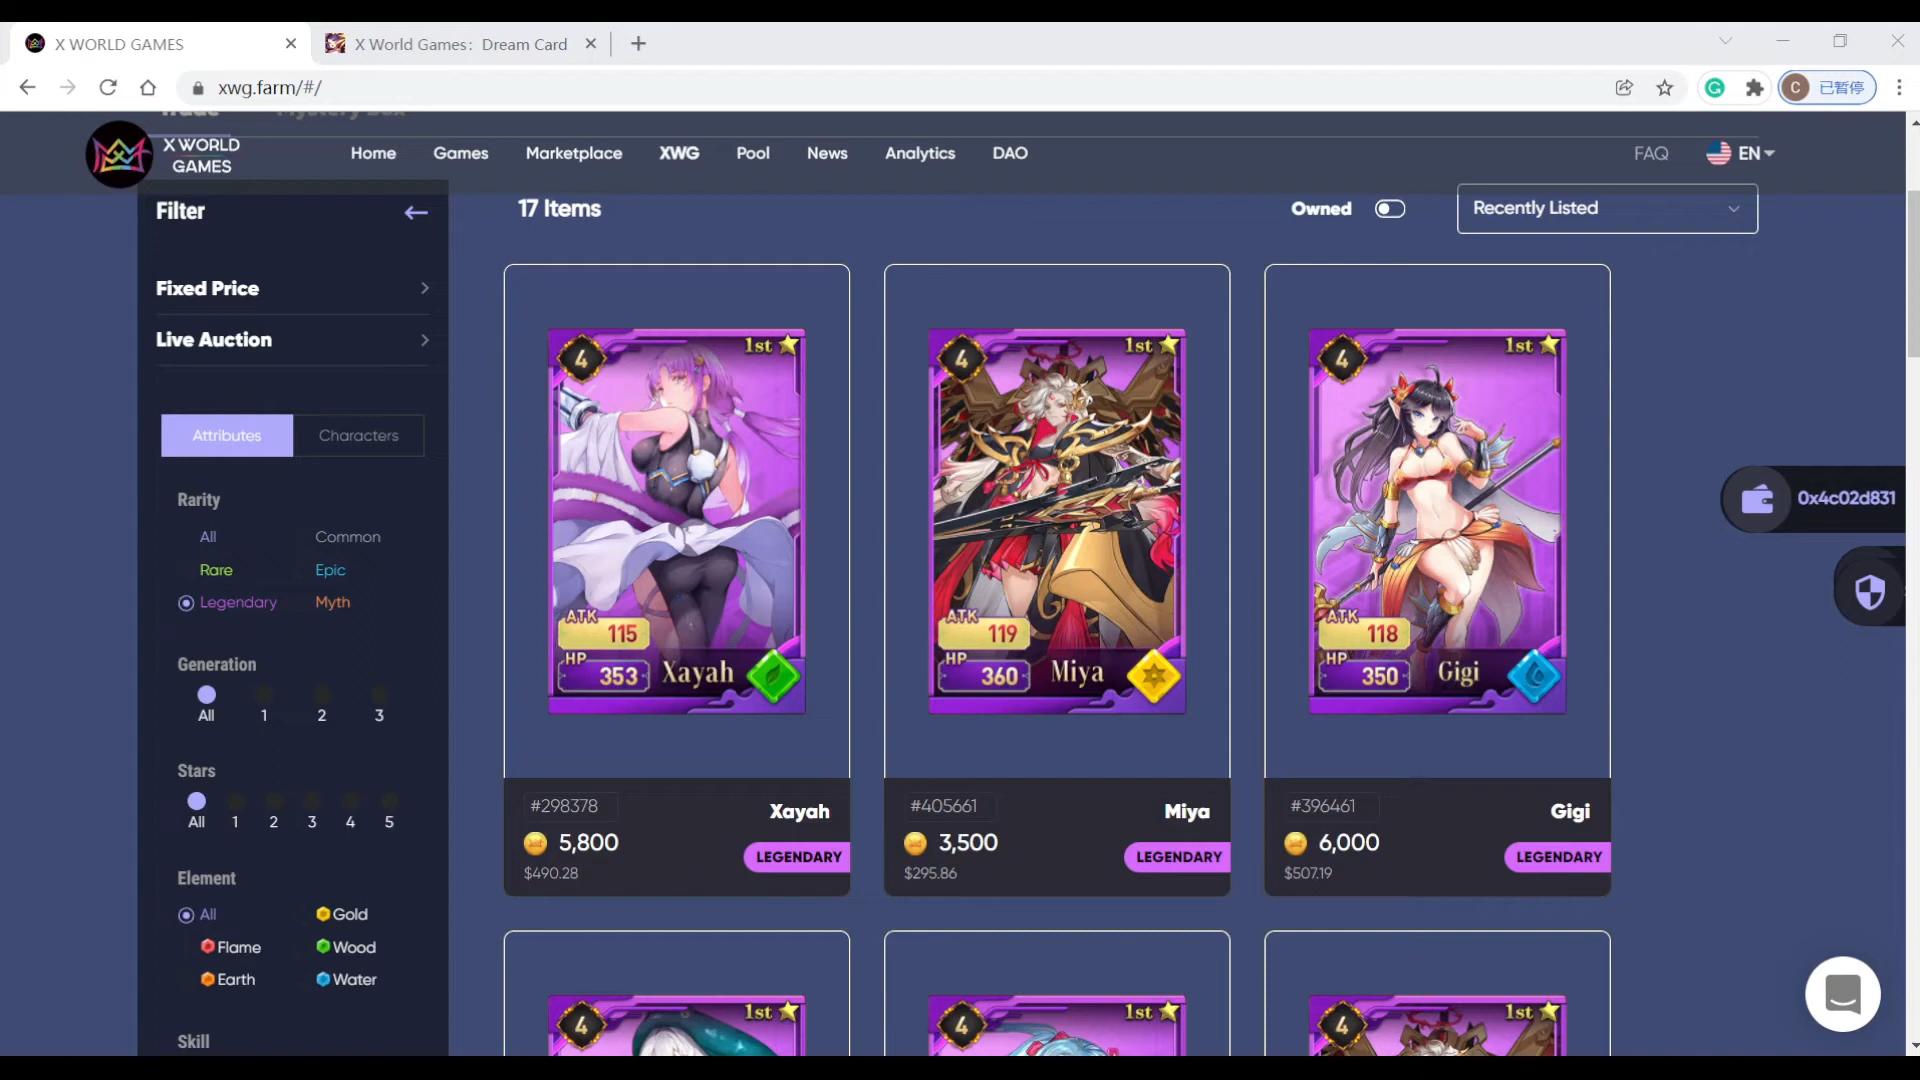 X WORLD GAMES
X World Games：Dream Card
xwg.farm/#/
C
已暂停
Trade
Mystery Box
X WORLD
GAMES
Home
Games
Marketplace
XWG
Pool
News
Analytics
DAO
FAQ
EN
Filter
17 Items
Owned
Recently Listed
Fixed Price
Live Auction
Attributes
Characters
Rarity
All
Common
Rare
Epic
Legendary
Myth
Generation
All
1
2
3
Stars
All
1
2
3
4
5
Element
All
Gold
Flame
Wood
Earth
Water
Skill
4
1st
ATK
115
HP
353
Xayah
#298378
Xayah
5,800
$490.28
LEGENDARY
4
1st
ATK
119
HP
360
Miya
#405661
Miya
3,500
$295.86
LEGENDARY
4
1st
ATK
118
HP
350
Gigi
#396461
Gigi
6,000
$507.19
LEGENDARY
0x4c02d831
4
1st
4
1st
4
1st